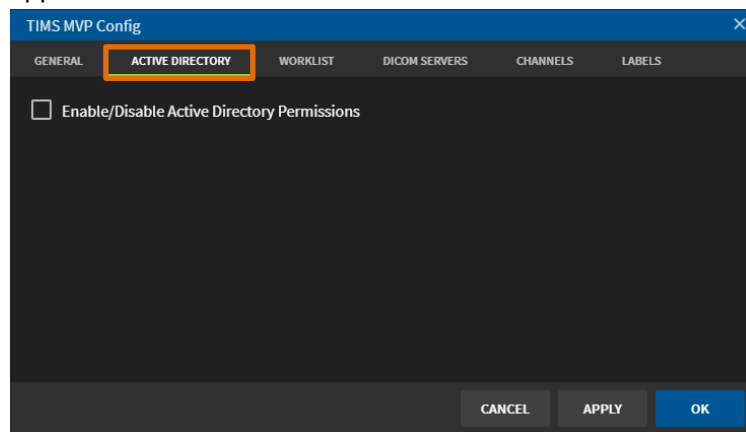 TIMS MVP Config
GENERAL ACTIVE DIRECTORY WORKLIST DICOM SERVERS CHANNELS LABELS
Enable/Disable Active Directory Permissions
CANCEL APPLY OK